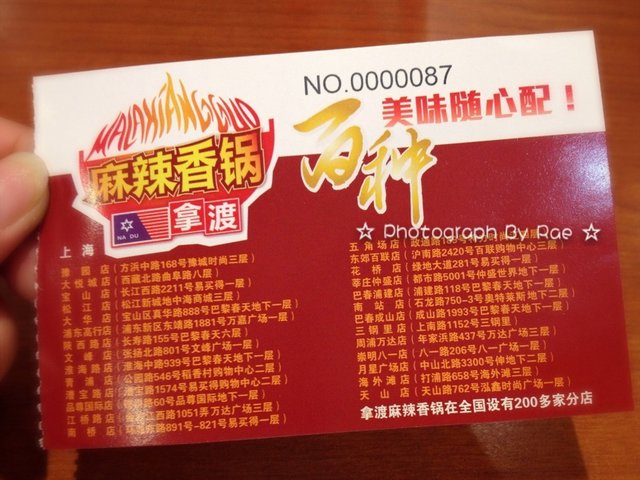 NO.0000087
MALAXIANGGUO
麻辣香锅
NA DU
拿渡
百种
美味随心配！
☆ Photograph By Rae ☆
上海
豫园店（方浜中路168号豫城时尚三层）
大悦城店（西藏北路曲阜路八层）
宝山店（长江西路2211号易买得一层）
松江店（松江新城地中海商城三层）
大华店（宝山区真华路888号巴黎春天地下一层）
浦东高行店（浦东新区东靖路1881号万嘉广场一层）
陕西路店（长寿路155号巴黎春天六层）
文峰店（张扬北路801号文峰广场一层）
淮海路店（淮海中路939号巴黎春天地下一层）
青浦店（公园路546号稻香村购物中心二层）
漕宝路店（漕宝路1574号易买得购物中心二层）
品尊国际店（路60号品尊国际地下一层）
江桥店（江西路1051弄万达广场三层）
南桥店（东路891号-821号易买得一层）
五角场店（政通路189号
东郊百联店（沪南路2420号百联购物中心三层）
花桥店（绿地大道281号易买得一层）
莘庄仲盛店（都市路5001号仲盛世界地下一层）
巴春浦建店（浦建路118号巴黎春天地下一层）
南站店（石龙路750-3号奥特莱斯地下二层）
巴春成山店（成山路1993号巴黎春天地下一层）
三钢里店（上南路1152号三钢里）
周浦万达店（年家浜路437号万达广场三层）
崇明八一店（八一路206号八一广场一层）
月星广场店（中山北路3300号仲地下二层）
海外滩店（打浦路658号海外滩三层）
天山店（天山路762号泓鑫时尚广场一层）
拿渡麻辣香锅在全国设有200多家分店